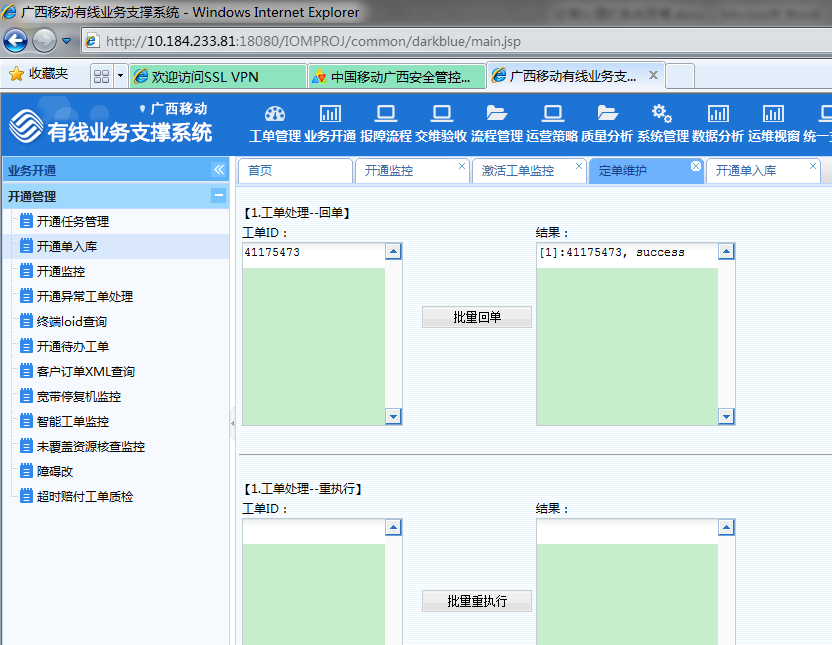 广西移动有线业务支撑系统 - Windows Internet Explorer
http://10.184.233.81:18080/IOMPROJ/common/darkblue/main.jsp
收藏夹 欢迎访问SSL VPN 中国移动广西安全管控... 广西移动有线业务支...
广西移动
有线业务支撑系统
工单管理 业务开通 报障流程 交维验收 流程管理 运营策略 质量分析 系统管理 数据分析 运维视窗 统一
业务开通
开通管理
开通任务管理
开通单入库
开通监控
开通异常工单处理
终端loid查询
开通待办工单
客户订单XML查询
宽带停复机监控
智能工单监控
未覆盖资源核查监控
障碍改
超时赔付工单质检
首页 开通监控 激活工单监控 定单维护 开通单入库
【1.工单处理--回单】
工单ID： 结果：
41175473 [1]:41175473, success
批量回单
【1.工单处理--重执行】
工单ID： 结果：
批量重执行